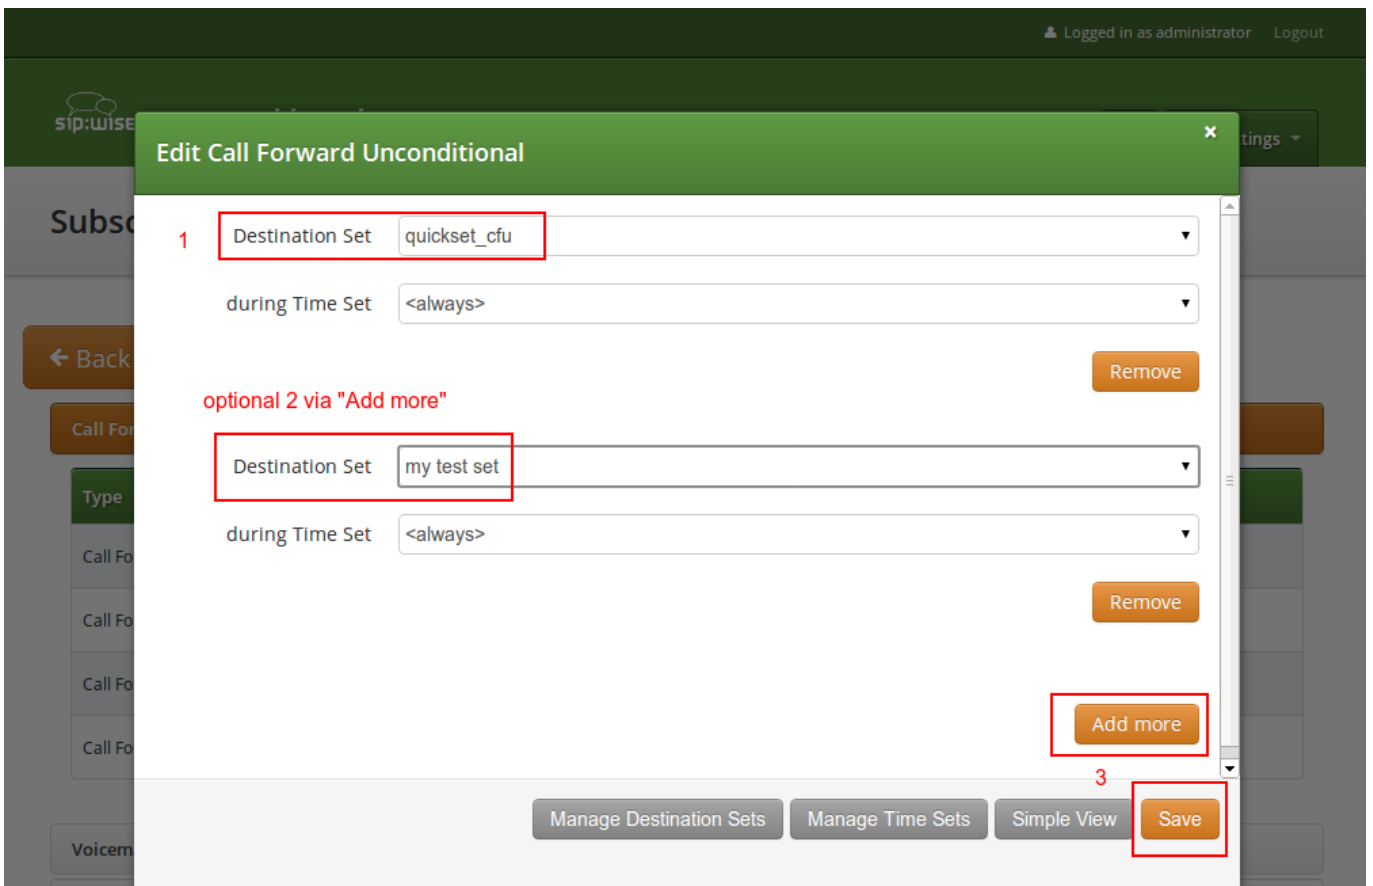 Logged in as administrator Logout
sip:wise
tings
Edit Call Forward Unconditional ×
Subsc
1 Destination Set quickset_cfu
during Time Set <always>
Back
Remove
optional 2 via "Add more"
Call For
Destination Set my test set
Type
during Time Set <always>
Call Fo
Remove
Call Fo
Call Fo
Add more
Call Fo
3
Manage Destination Sets Manage Time Sets Simple View Save
Voicem